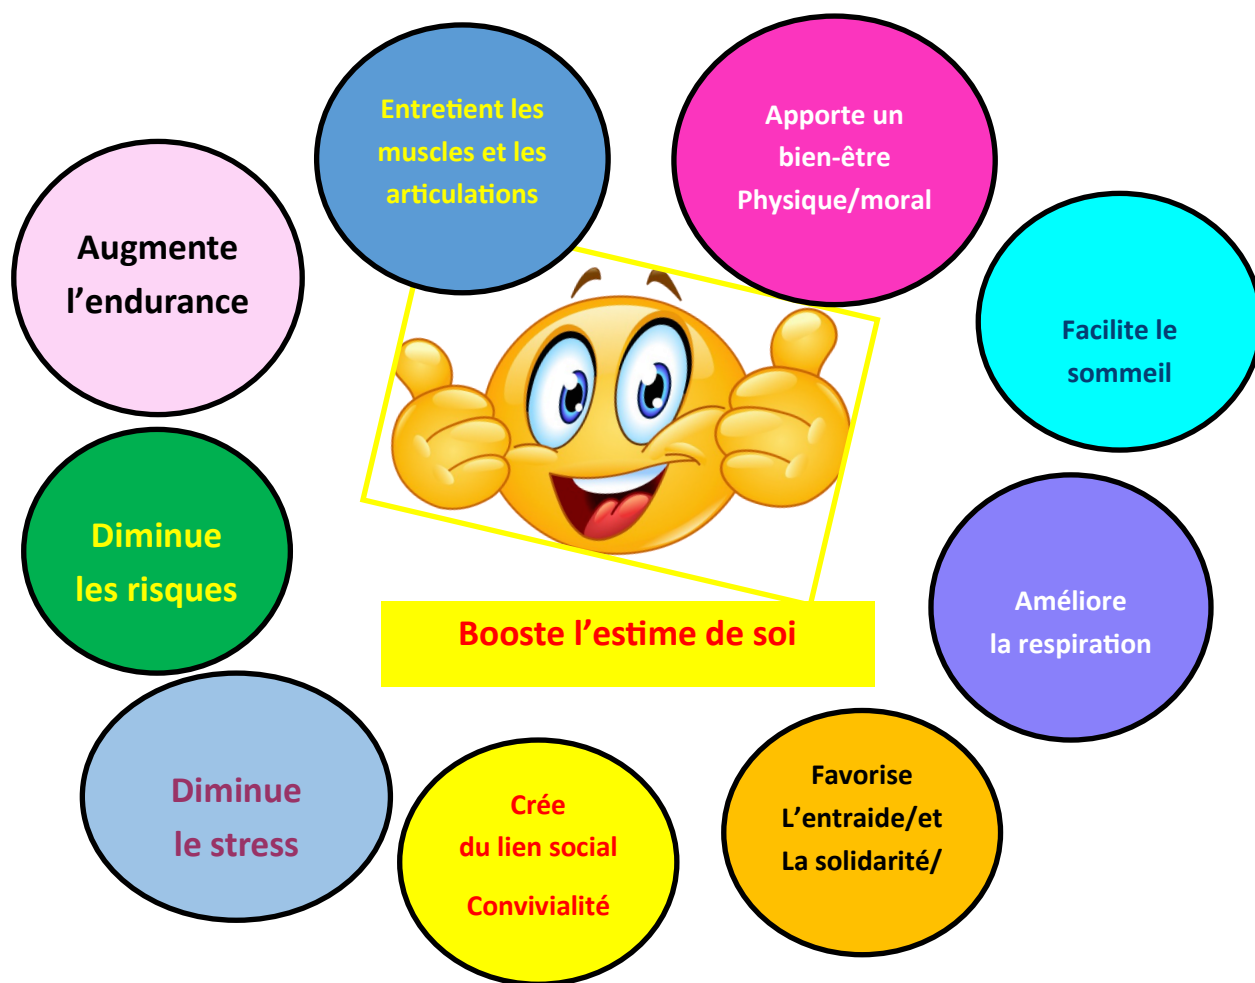 Entretient les
muscles et les
articulations
Apporte un
bien-être
Physique/moral
Augmente
l’endurance
Facilite le
sommeil
Diminue
les risques
Booste l’estime de soi
Améliore
la respiration
Diminue
le stress
Crée
du lien social
Convivialité
Favorise
L’entraide/et
La solidarité/